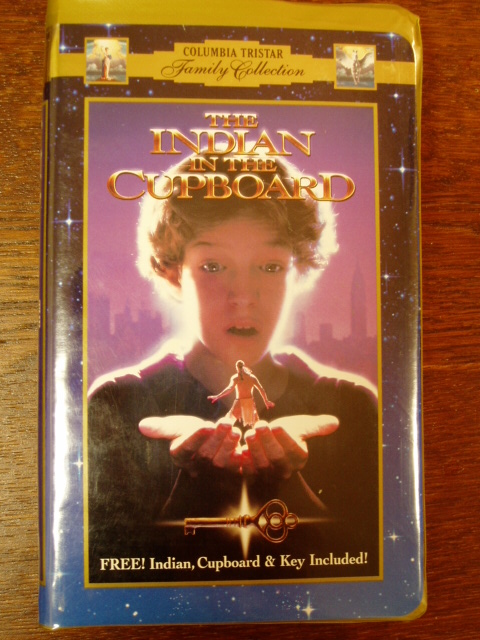 COLUMBIA TRISTAR
Family Collection
THE
INDIAN
IN THE
CUPBOARD
FREE! Indian, Cupboard & Key Included!